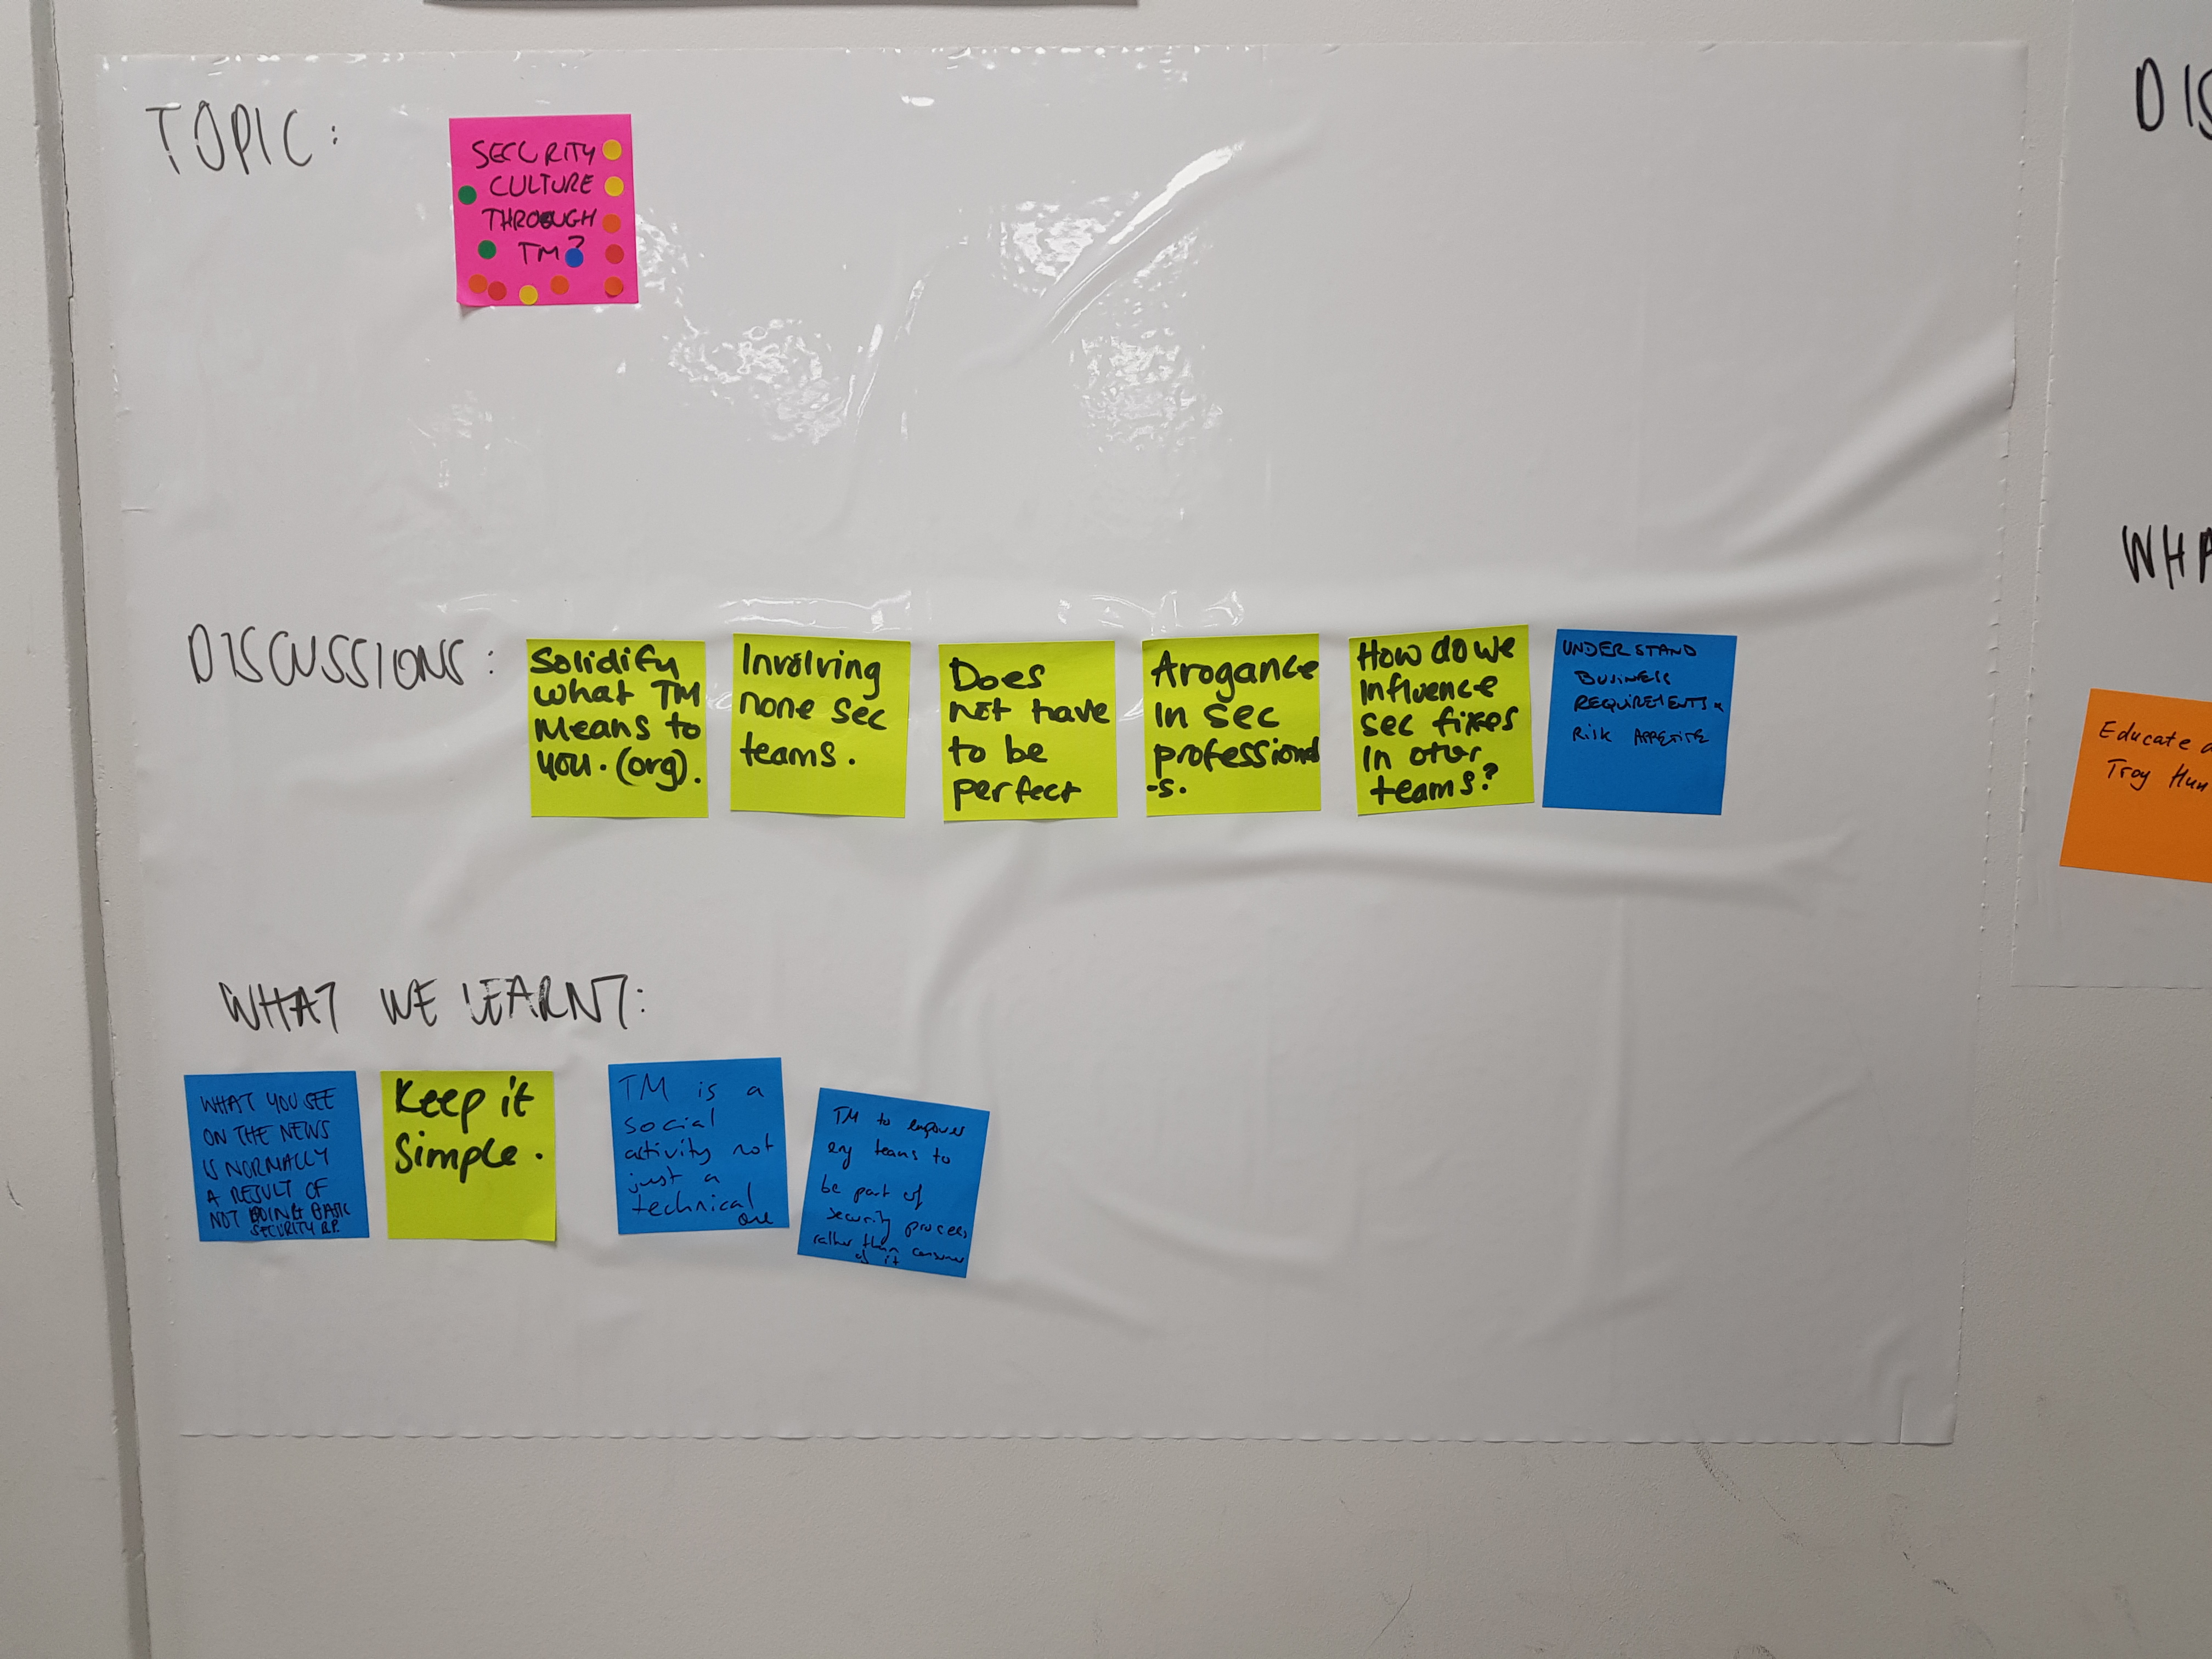 TOPIC:
SECURITY
CULTURE
THROUGH
TM?
DISCUSSIONS:
Solidify
what TM
Means to
you. (org).
Involving
none sec
teams.
Does
not have
to be
perfect
Arogance
In sec
professional
-s.
How do we
Influence
sec fixes
In other
teams?
UNDERSTAND
BUSINESS
REQUIREMENTS &
Risk APPETITE
WHAT WE LEARNT:
WHAT YOU SEE
ON THE NEWS
IS NORMALLY
A RESULT OF
NOT DOING BASIC
SECURITY B.P.
Keep it
Simple.
TM is a
social
activity not
just a
technical
one
TM to empower
eng teams to
be part of
security process
rather than consumer
of it
DIS
WHA
Educate
Troy Hun